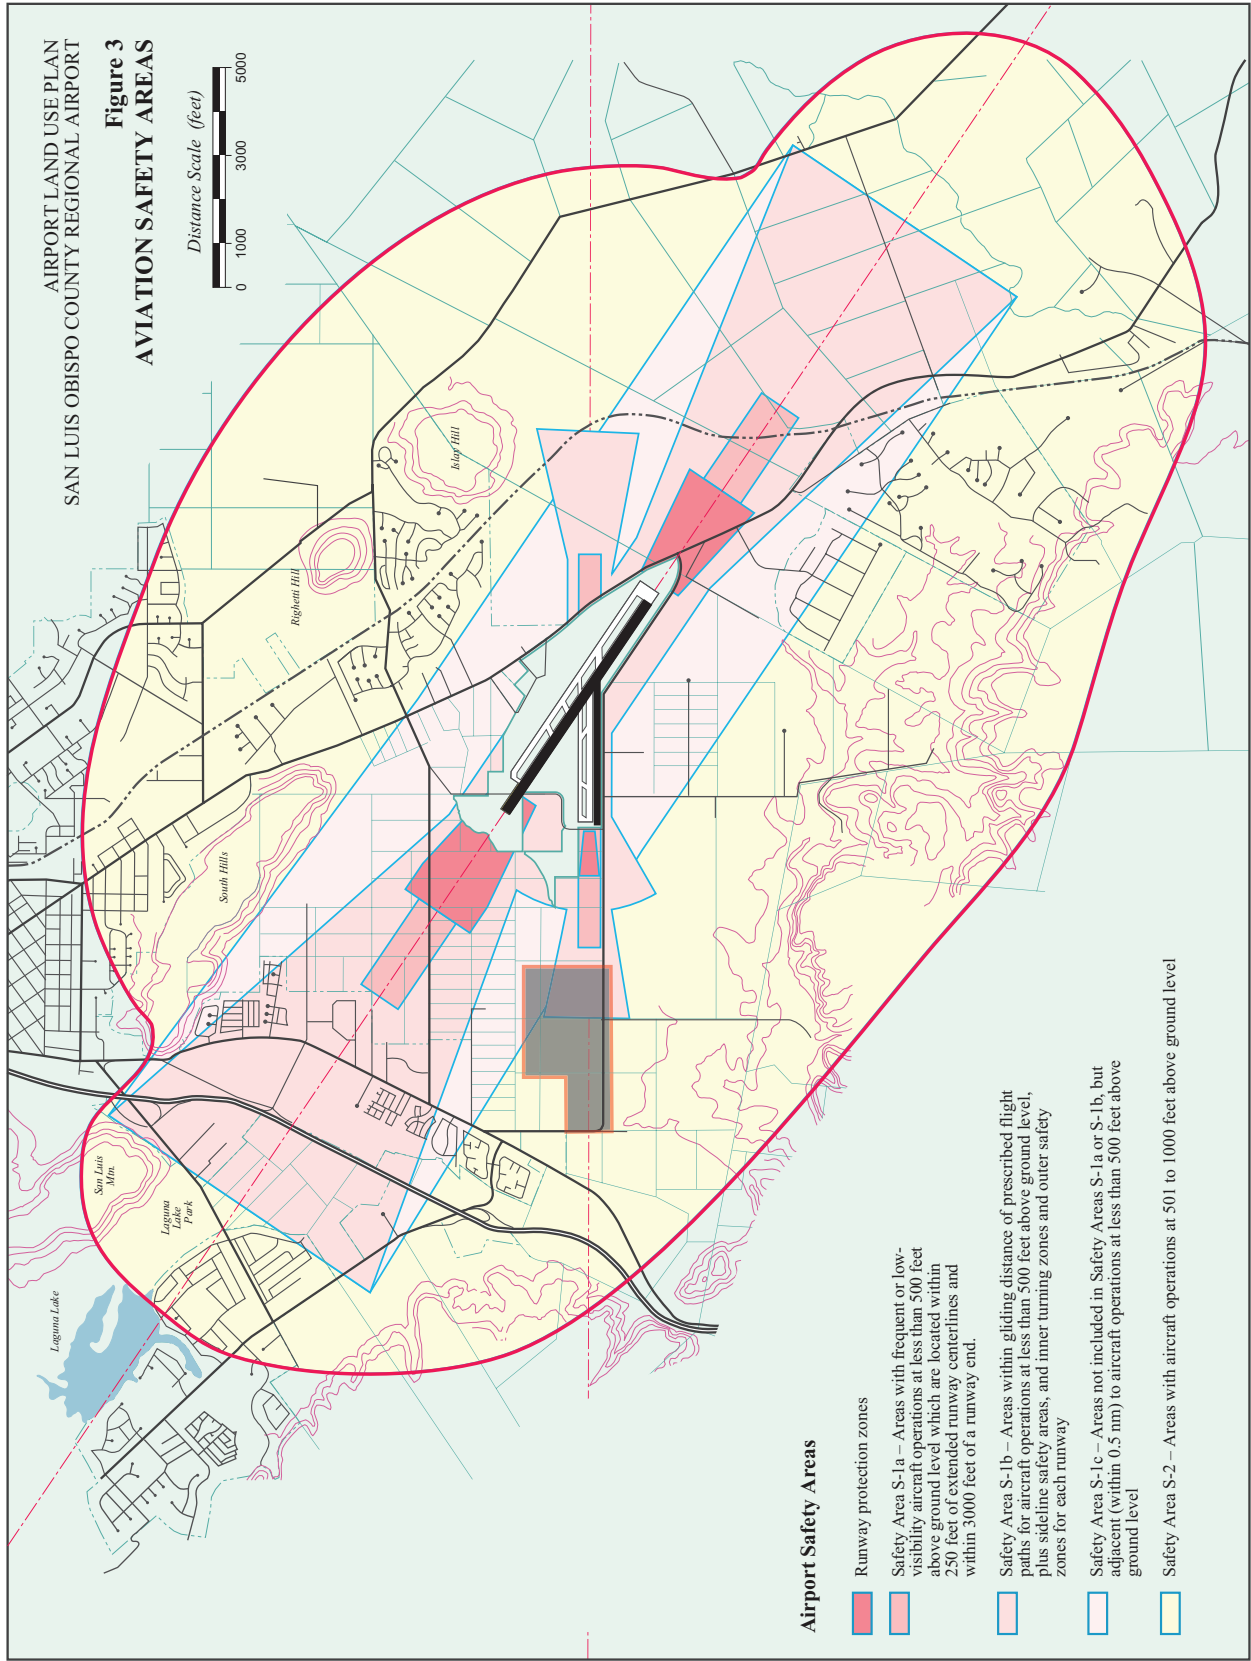 AIRPORT LAND USE PLAN
SAN LUIS OBISPO COUNTY REGIONAL AIRPORT
Figure 3
AVIATION SAFETY AREAS
Distance Scale (feet)
0 1000 3000 5000
Islay Hill
Righetti Hill
South Hills
San Luis
Mtn.
Laguna
Lake
Park
Laguna Lake
Airport Safety Areas
Runway protection zones
Safety Area S-1a – Areas with frequent or low-
visibility aircraft operations at less than 500 feet
above ground level which are located within
250 feet of extended runway centerlines and
within 3000 feet of a runway end.
Safety Area S-1b – Areas within gliding distance of prescribed flight
paths for aircraft operations at less than 500 feet above ground level,
plus sideline safety areas, and inner turning zones and outer safety
zones for each runway
Safety Area S-1c – Areas not included in Safety Areas S-1a or S-1b, but
adjacent (within 0.5 nm) to aircraft operations at less than 500 feet above
ground level
Safety Area S-2 – Areas with aircraft operations at 501 to 1000 feet above ground level